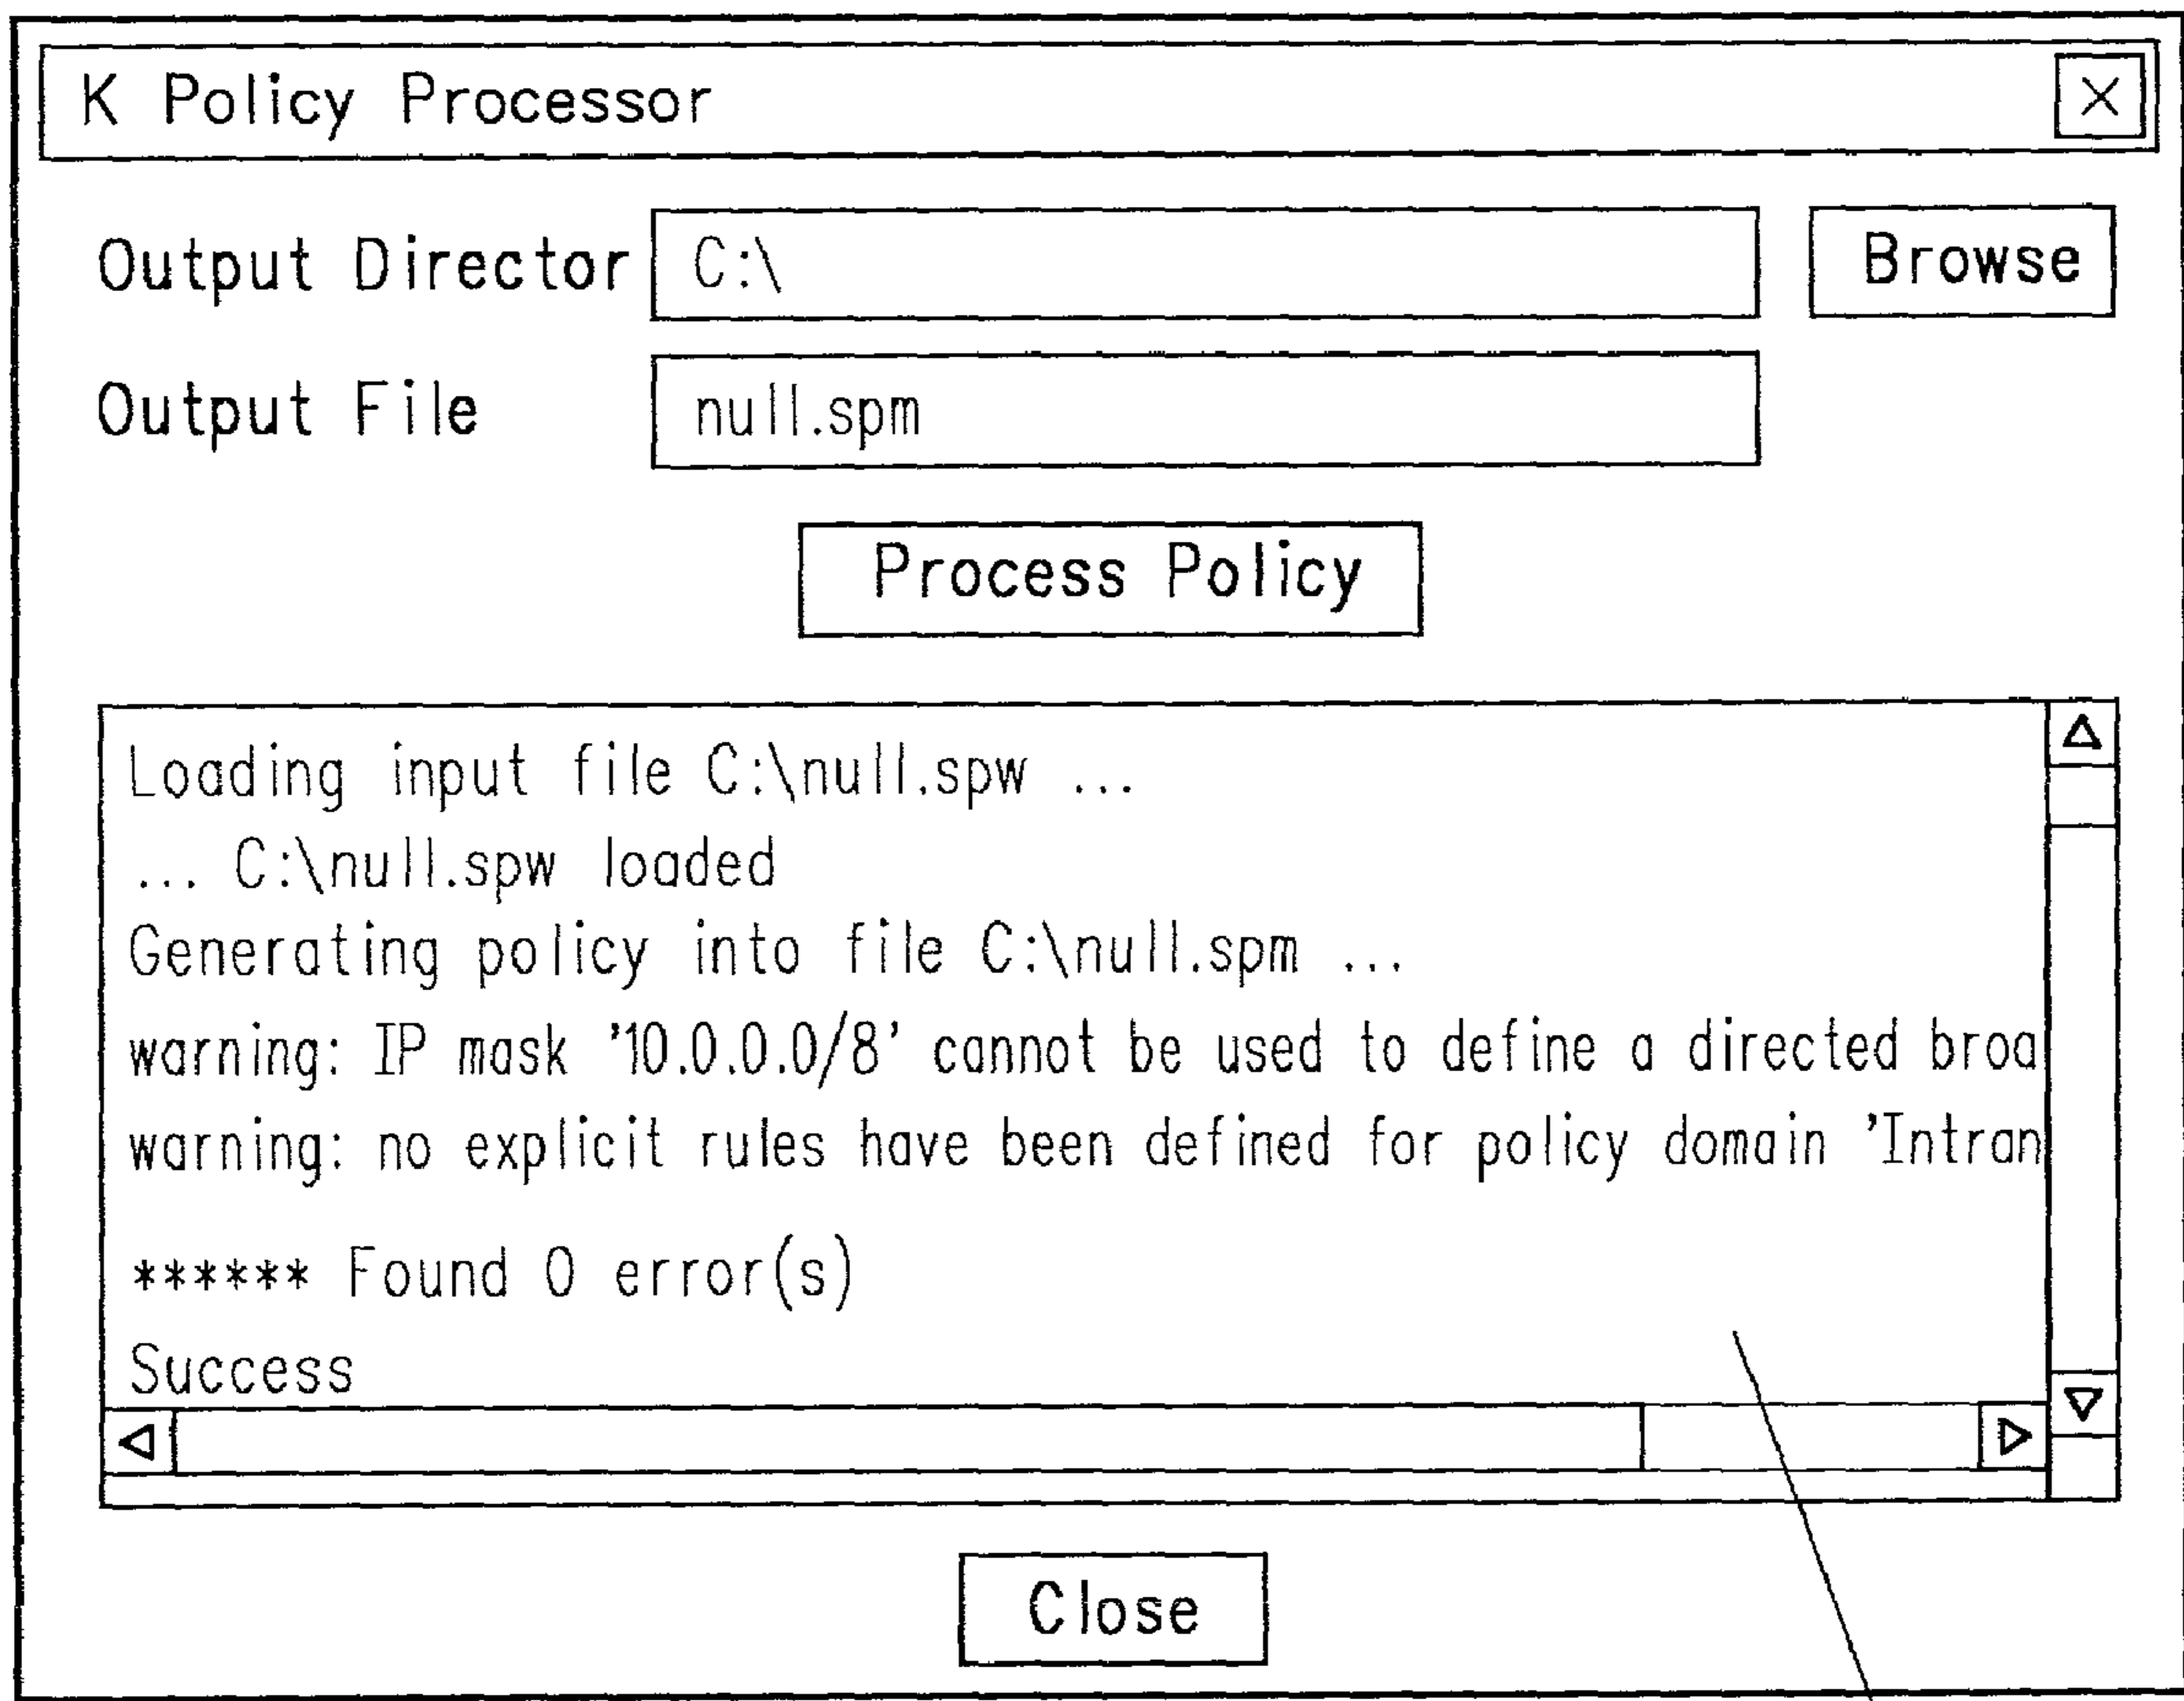 K Policy Processor
Output Director C:\ Browse
Output File null.spm
Process Policy
Loading input file C:\null.spw ...
... C:\null.spw loaded
Generating policy into file C:\null.spm ...
warning: IP mask '10.0.0.0/8' cannot be used to define a directed broa
warning: no explicit rules have been defined for policy domain 'Intran
****** Found 0 error(s)
Success
Close